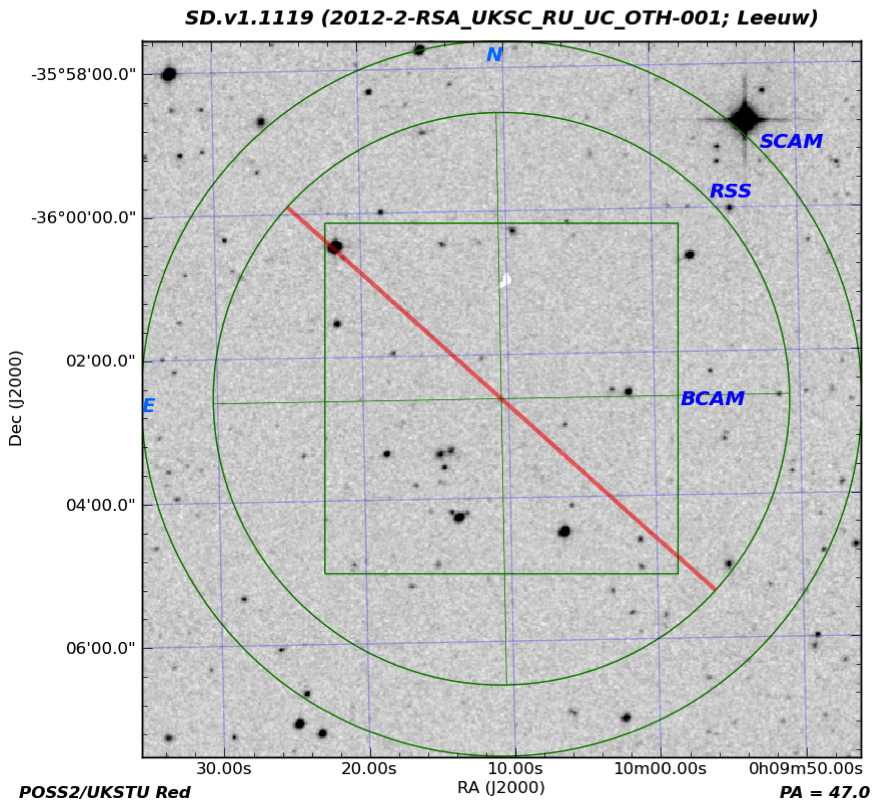 SD.v1.1119 (2012-2-RSA_UKSC_RU_UC_OTH-001; Leeuw)
N
-35°58'00.0"
SCAM
RSS
-36°00'00.0"
02'00.0"
E
BCAM
Dec (J2000)
04'00.0"
06'00.0"
30.00s 20.00s 10.00s 10m00.00s 0h09m50.00s
RA (J2000)
POSS2/UKSTU Red PA = 47.0